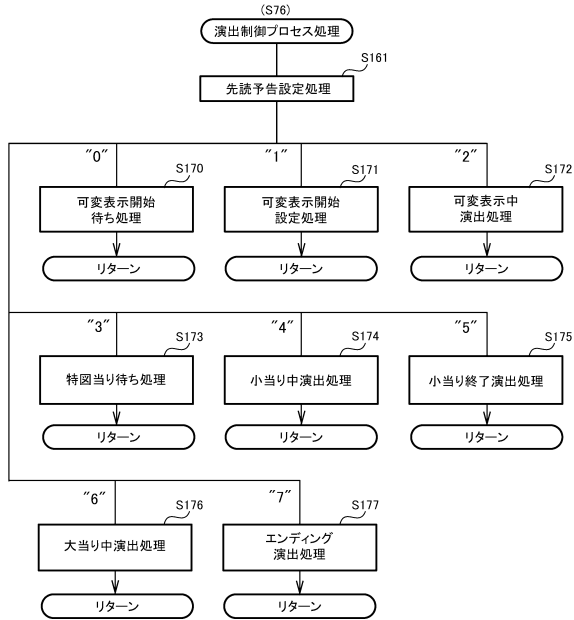 (S76)
演出制御プロセス処理
S161
先読予告設定処理
"0"
"1"
"2"
S170
S171
S172
可変表示開始
待ち処理
可変表示開始
設定処理
可変表示中
演出処理
リターン
リターン
リターン
"3"
"4"
"5"
S173
S174
S175
特図当り待ち処理
小当り中演出処理
小当り終了演出処理
リターン
リターン
リターン
"6"
"7"
S176
S177
大当り中演出処理
エンディング
演出処理
リターン
リターン